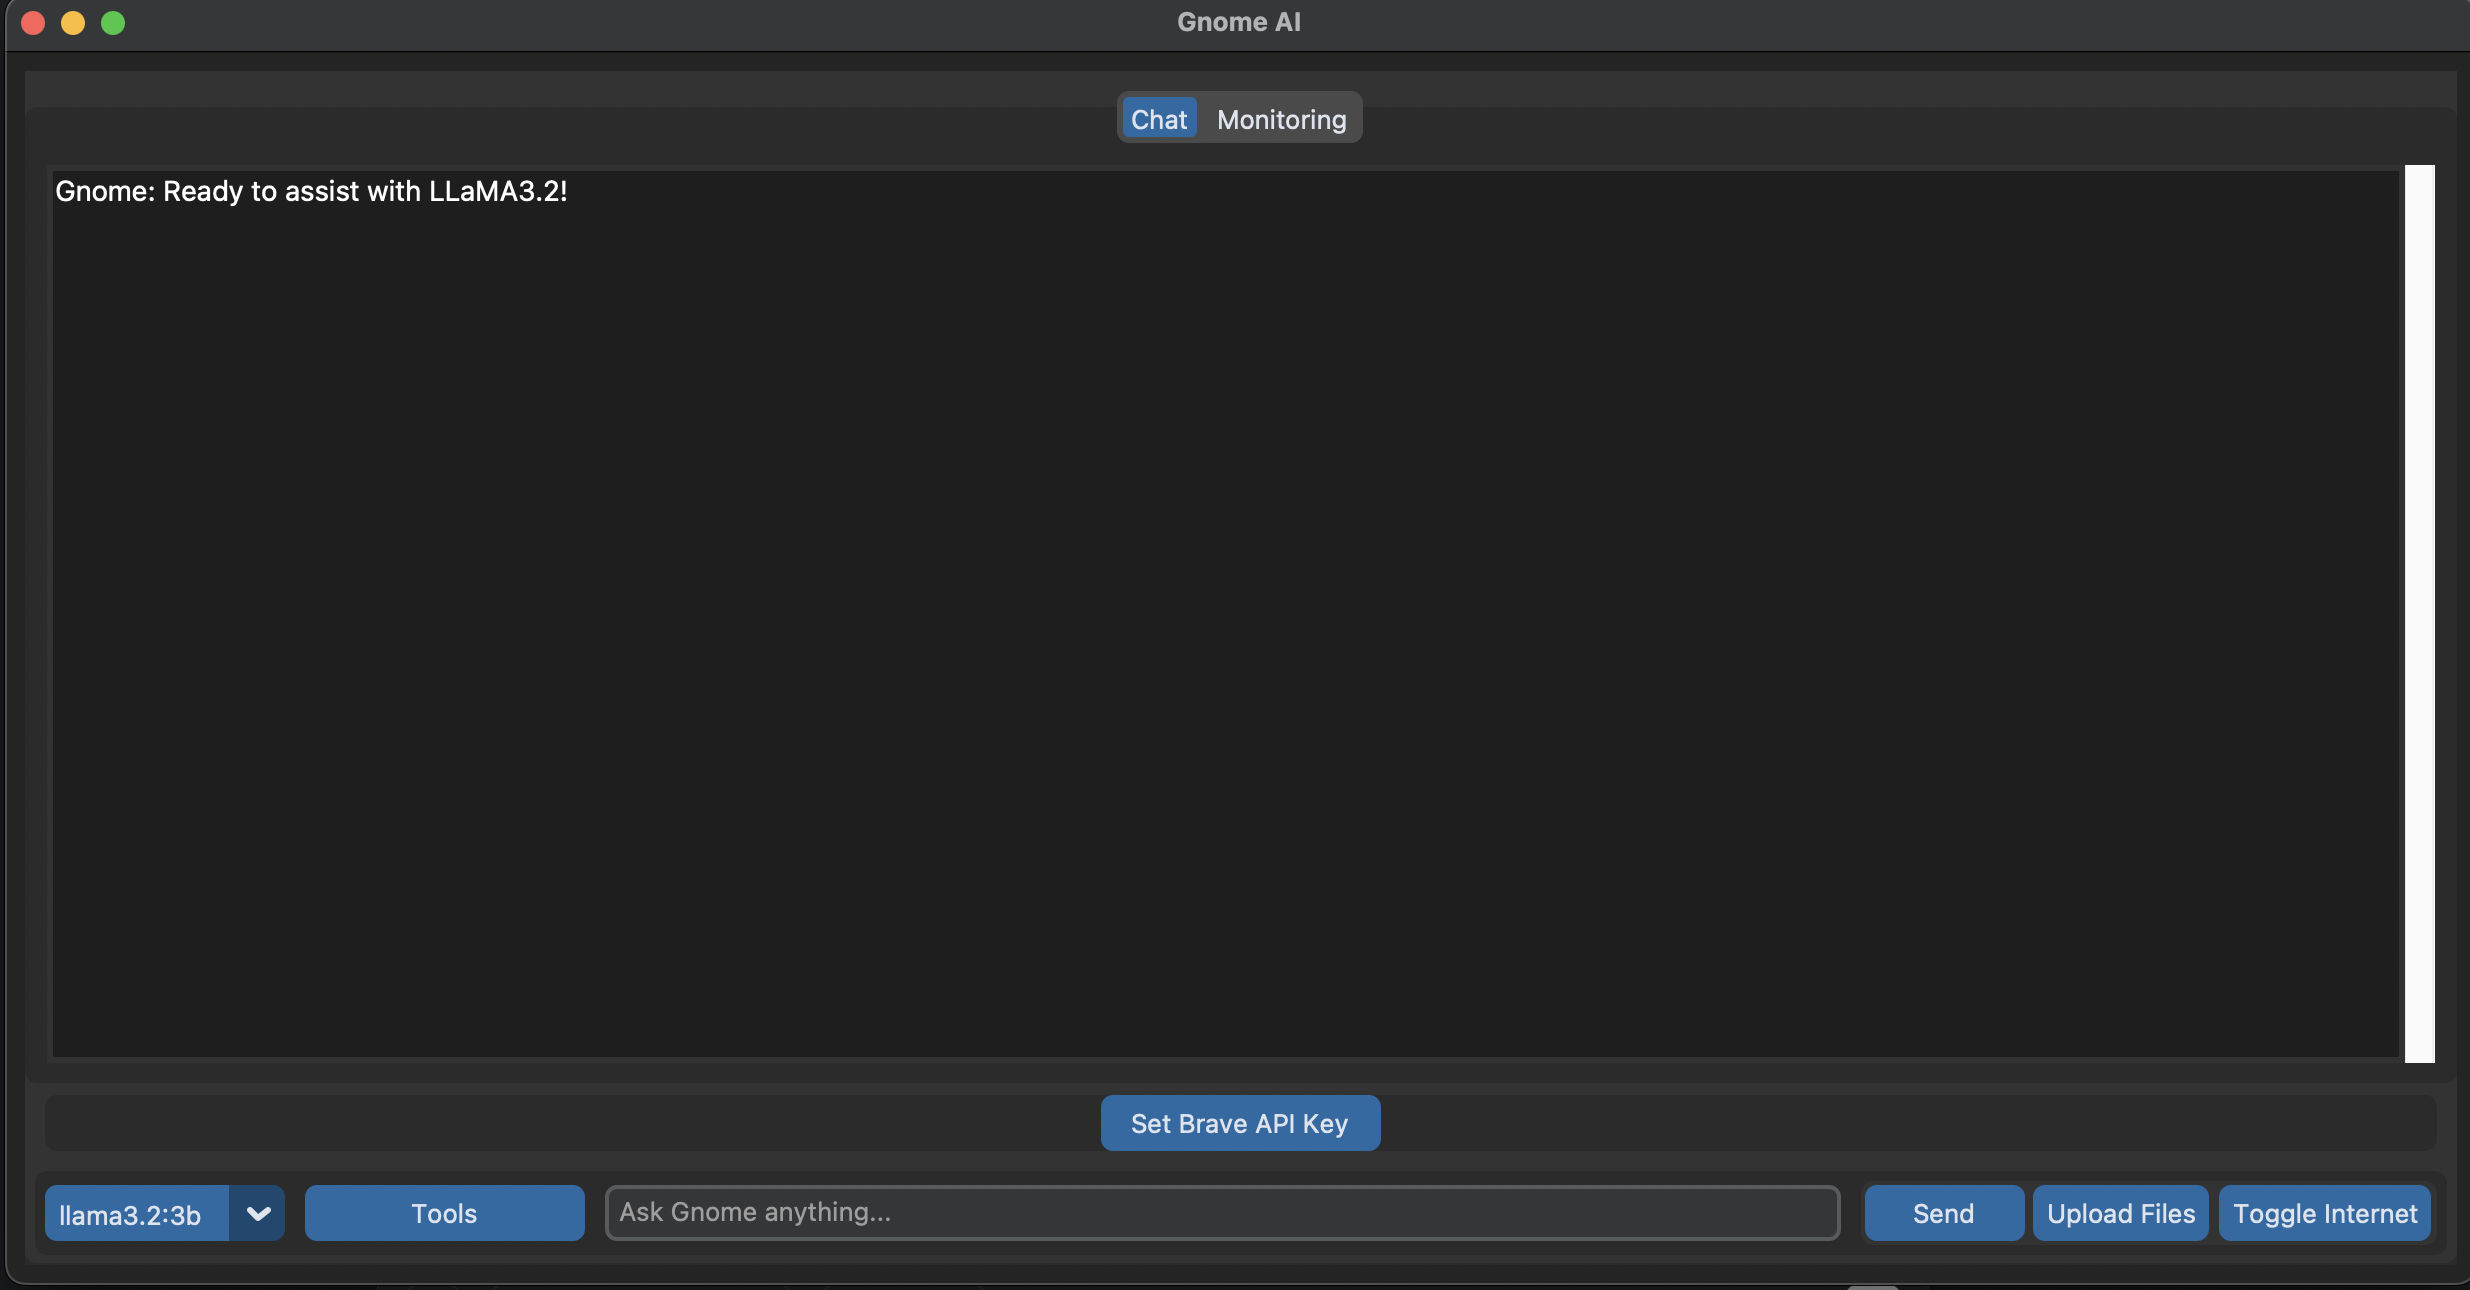 Gnome AI
Chat Monitoring
Gnome: Ready to assist with LLaMA3.2!
Set Brave API Key
llama3.2:3b Tools Ask Gnome anything... Send Upload Files Toggle Internet